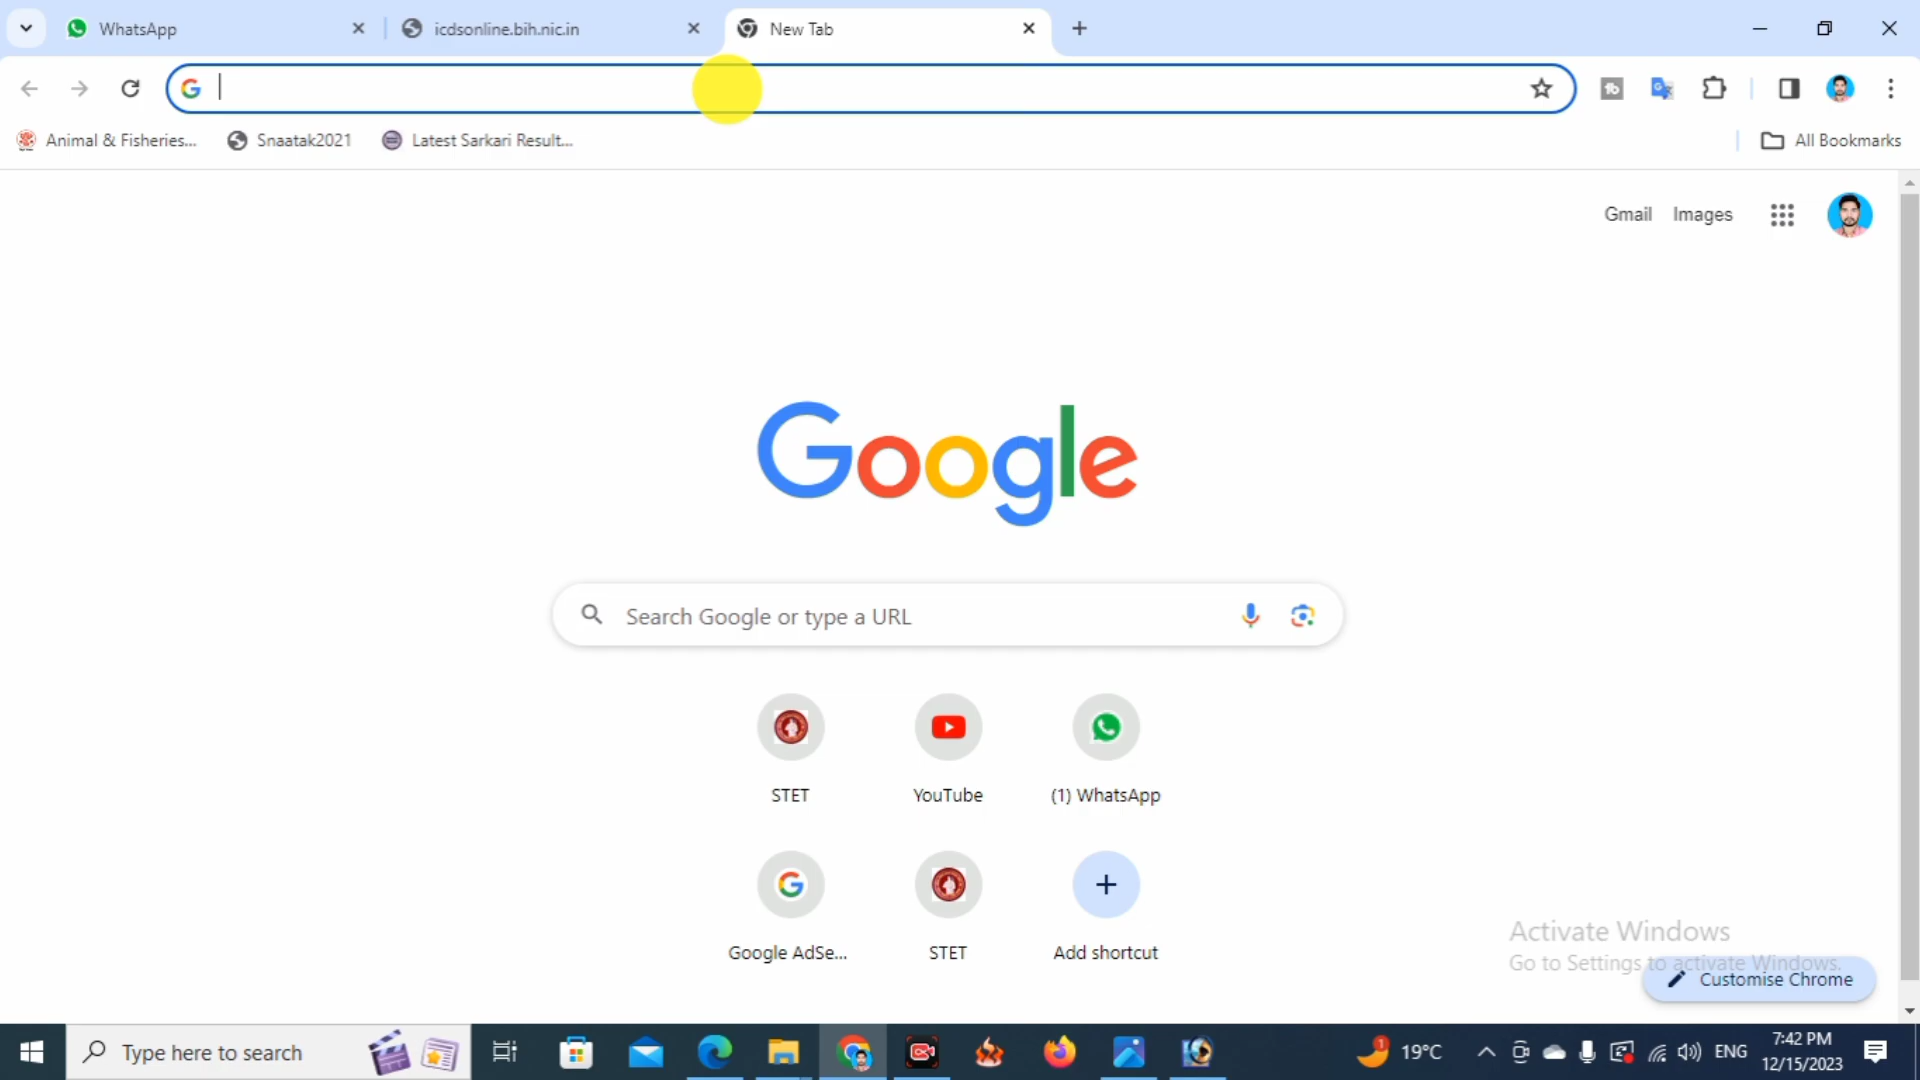 WhatsApp
icdsonline.bih.nic.in
New Tab
Animal & Fisheries...
Snaatak2021
Latest Sarkari Result...
All Bookmarks
Gmail
Images
Google
Search Google or type a URL
STET
YouTube
(1) WhatsApp
Google AdSe...
STET
Add shortcut
Activate Windows
Go to Settings to activate Windows.
Customise Chrome
Type here to search
1
19°C
ENG
7:42 PM
12/15/2023